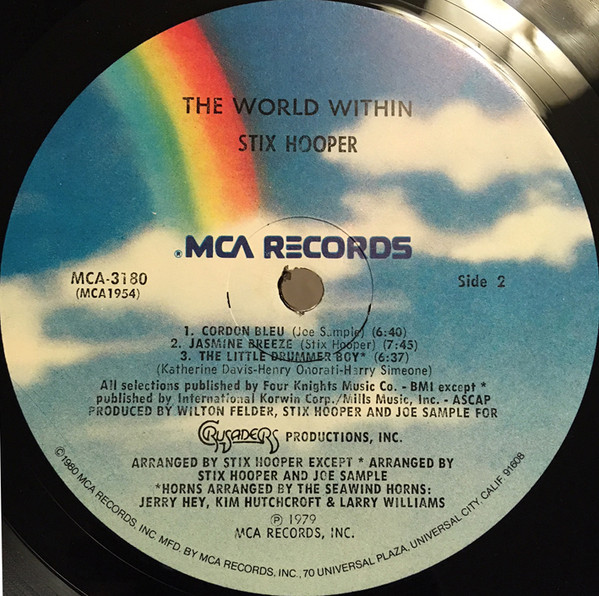 THE WORLD WITHIN
STIX HOOPER
®MCA RECORDS
MCA-3180
(MCA1954)
Side 2
1. CORDON BLEU (Joe Sample) (6:40)
2. JASMINE BREEZE (Stix Hooper) (7:45)
3. THE LITTLE DRUMMER BOY* (6:37)
(Katherine Davis-Henry Onorati-Harry Simeone)
All selections published by Four Knights Music Co. - BMI except *
published by International Korwin Corp./Mills Music, Inc. - ASCAP
PRODUCED BY WILTON FELDER, STIX HOOPER AND JOE SAMPLE FOR
CRUSADERS PRODUCTIONS, INC.
ARRANGED BY STIX HOOPER EXCEPT * ARRANGED BY
STIX HOOPER AND JOE SAMPLE
*HORNS ARRANGED BY THE SEAWIND HORNS:
JERRY HEY, KIM HUTCHCROFT & LARRY WILLIAMS
℗ 1979
MCA RECORDS, INC.
©1980 MCA RECORDS, INC. MFD. BY MCA RECORDS, INC., 70 UNIVERSAL PLAZA, UNIVERSAL CITY, CALIF. 91608